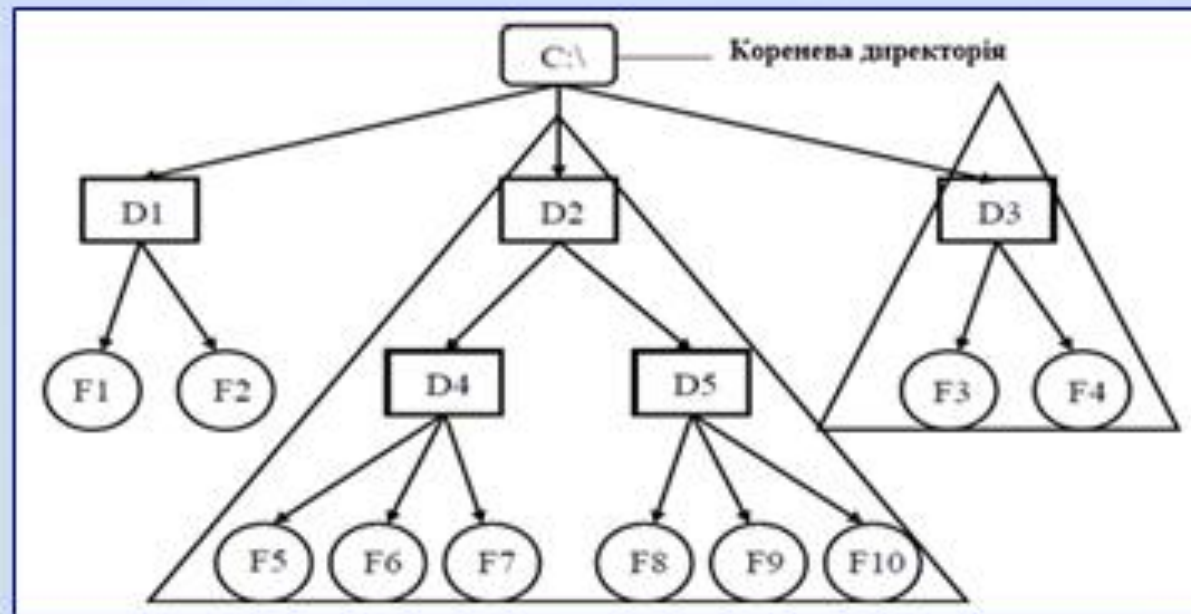 C:\ Коренева директорія
D1 D2 D3
D4 D5
F1 F2 F3 F4
F5 F6 F7 F8 F9 F10